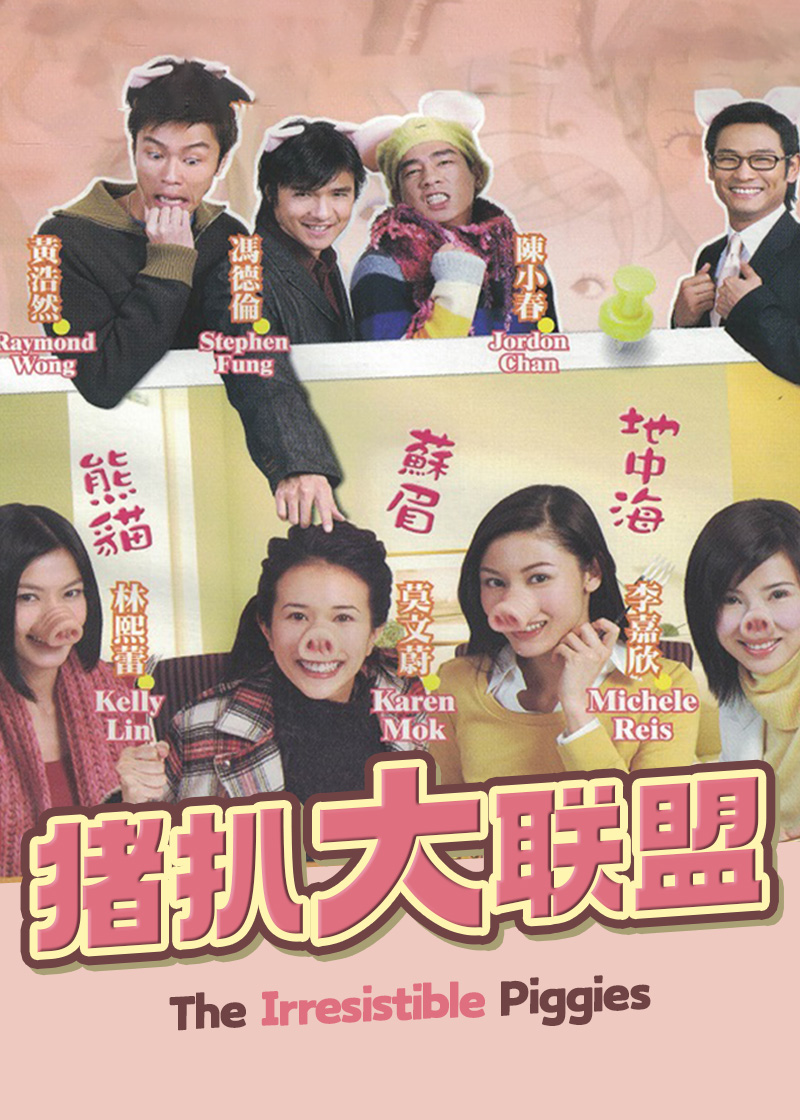 黃浩然
Raymond
Wong
馮德倫
Stephen
Fung
陳小春
Jordon
Chan
熊貓
蘇眉
地中海
林熙蕾
Kelly
Lin
莫文蔚
Karen
Mok
李嘉欣
Michele
Reis
猪扒大联盟
The Irresistible Piggies